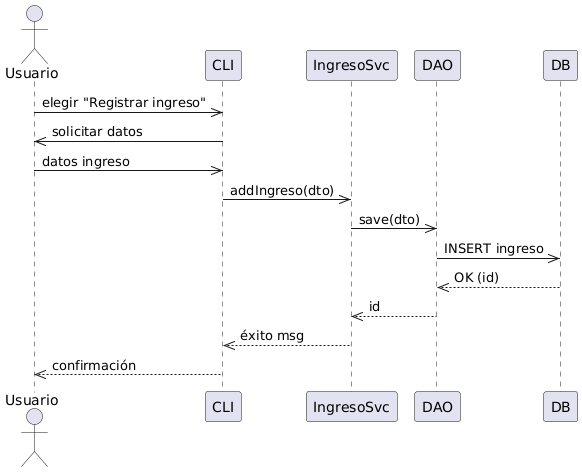 Usuario
CLI
IngresoSvc
DAO
DB
elegir "Registrar ingreso"
solicitar datos
datos ingreso
addIngreso(dto)
save(dto)
INSERT ingreso
OK (id)
id
éxito msg
confirmación
Usuario
CLI
IngresoSvc
DAO
DB